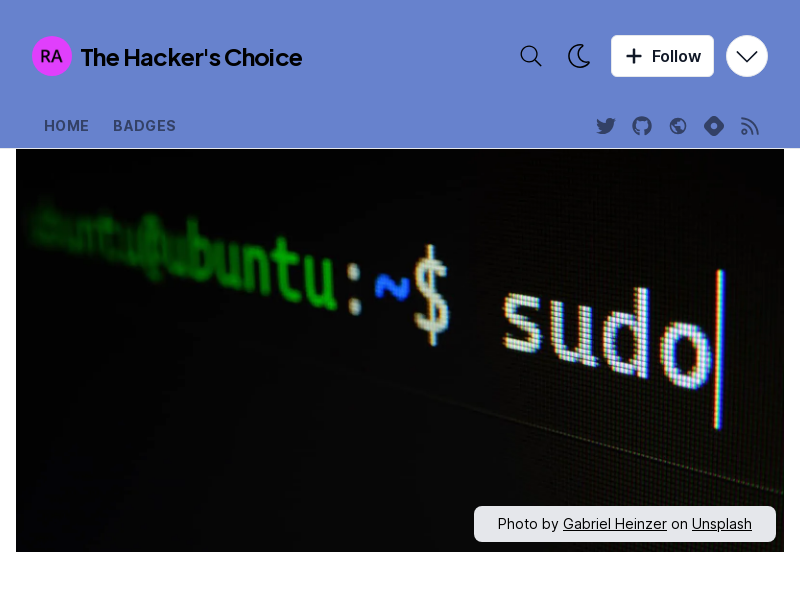 RA The Hacker's Choice
Follow
HOME BADGES
ubuntu@ubuntu:~$ sudo
Photo by Gabriel Heinzer on Unsplash